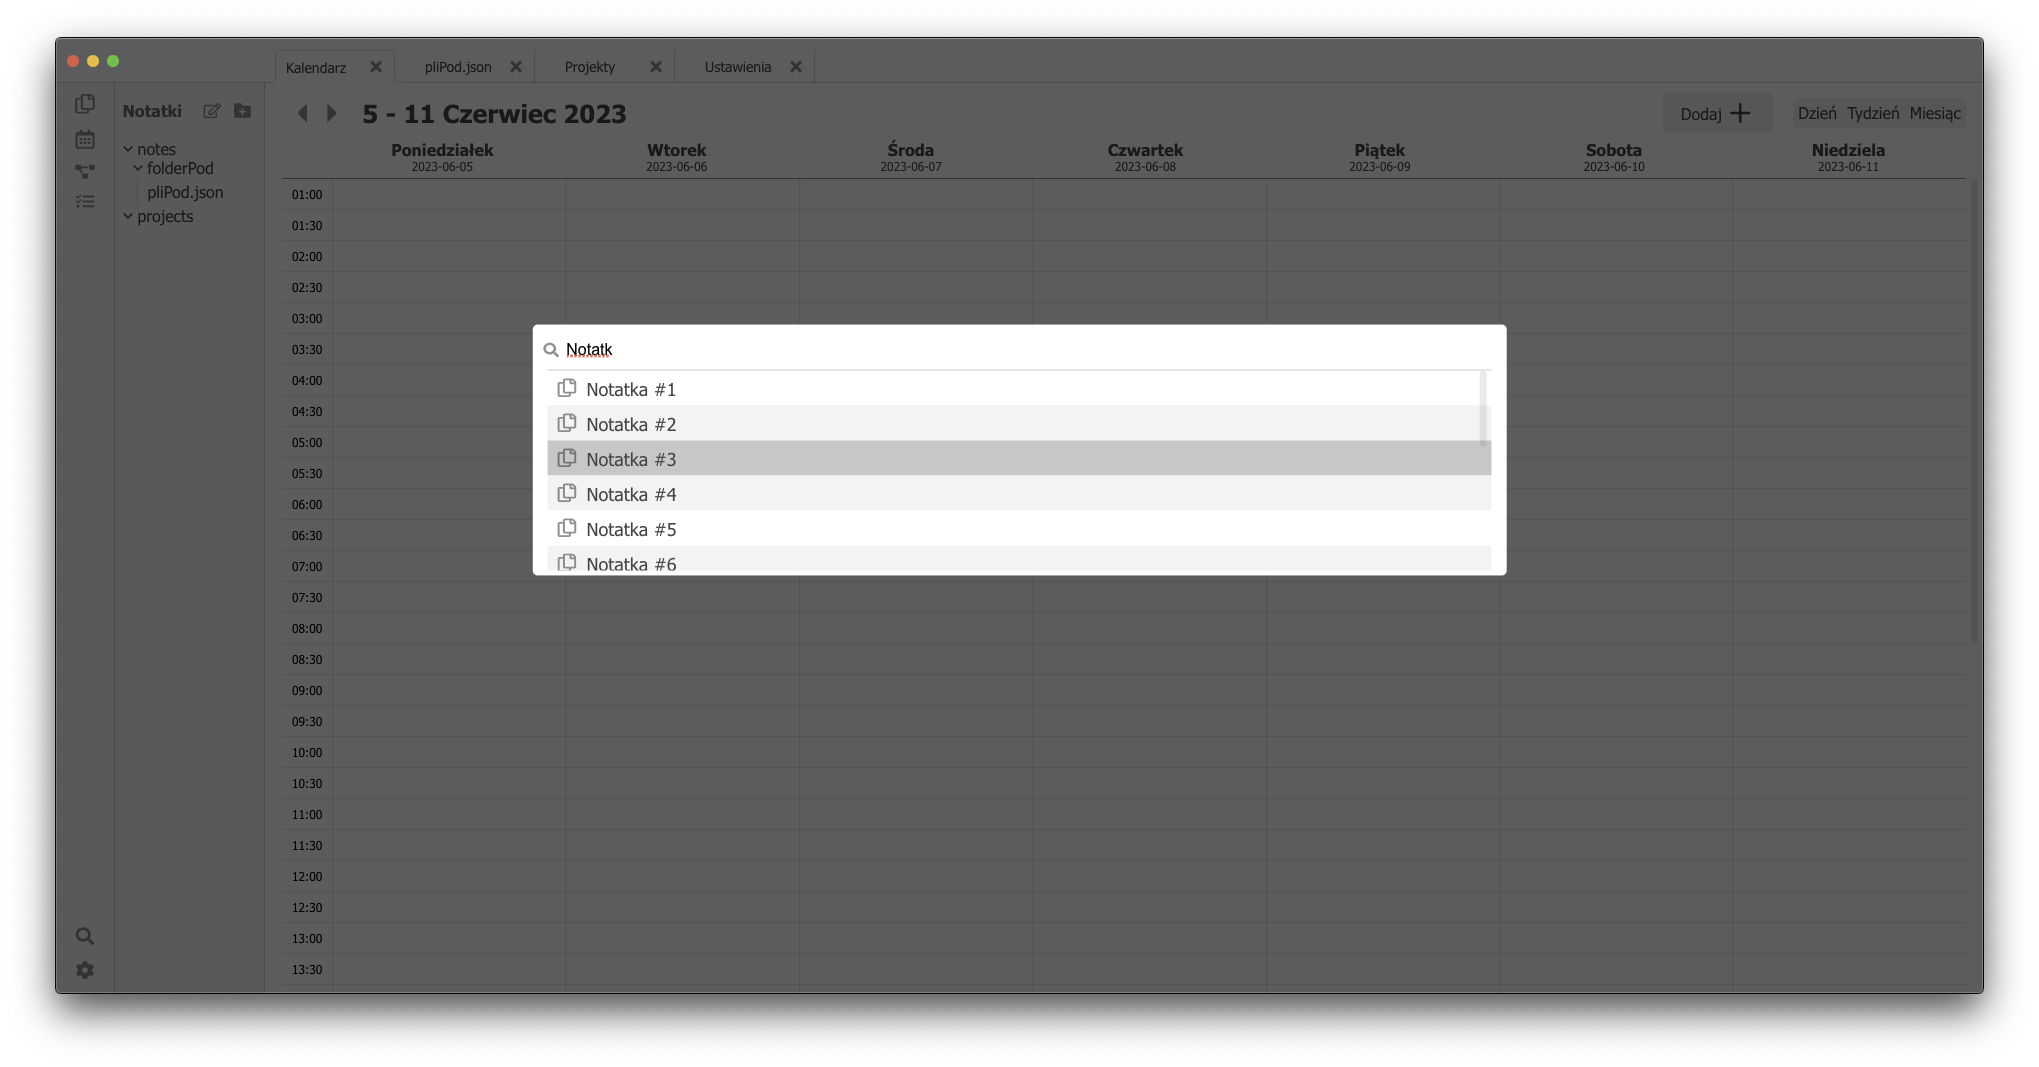 Kalendarz
pliPod.json
Projekty
Ustawienia
Notatki
notes
folderPod
pliPod.json
projects
5 - 11 Czerwiec 2023
Dodaj
Dzień Tydzień Miesiąc
Poniedziałek Wtorek Środa Czwartek Piątek Sobota Niedziela
2023-06-05 2023-06-06 2023-06-07 2023-06-08 2023-06-09 2023-06-10 2023-06-11
01:00
01:30
02:00
02:30
03:00
03:30
04:00
04:30
05:00
05:30
06:00
06:30
07:00
07:30
08:00
08:30
09:00
09:30
10:00
10:30
11:00
11:30
12:00
12:30
13:00
13:30
Notatk
Notatka #1
Notatka #2
Notatka #3
Notatka #4
Notatka #5
Notatka #6